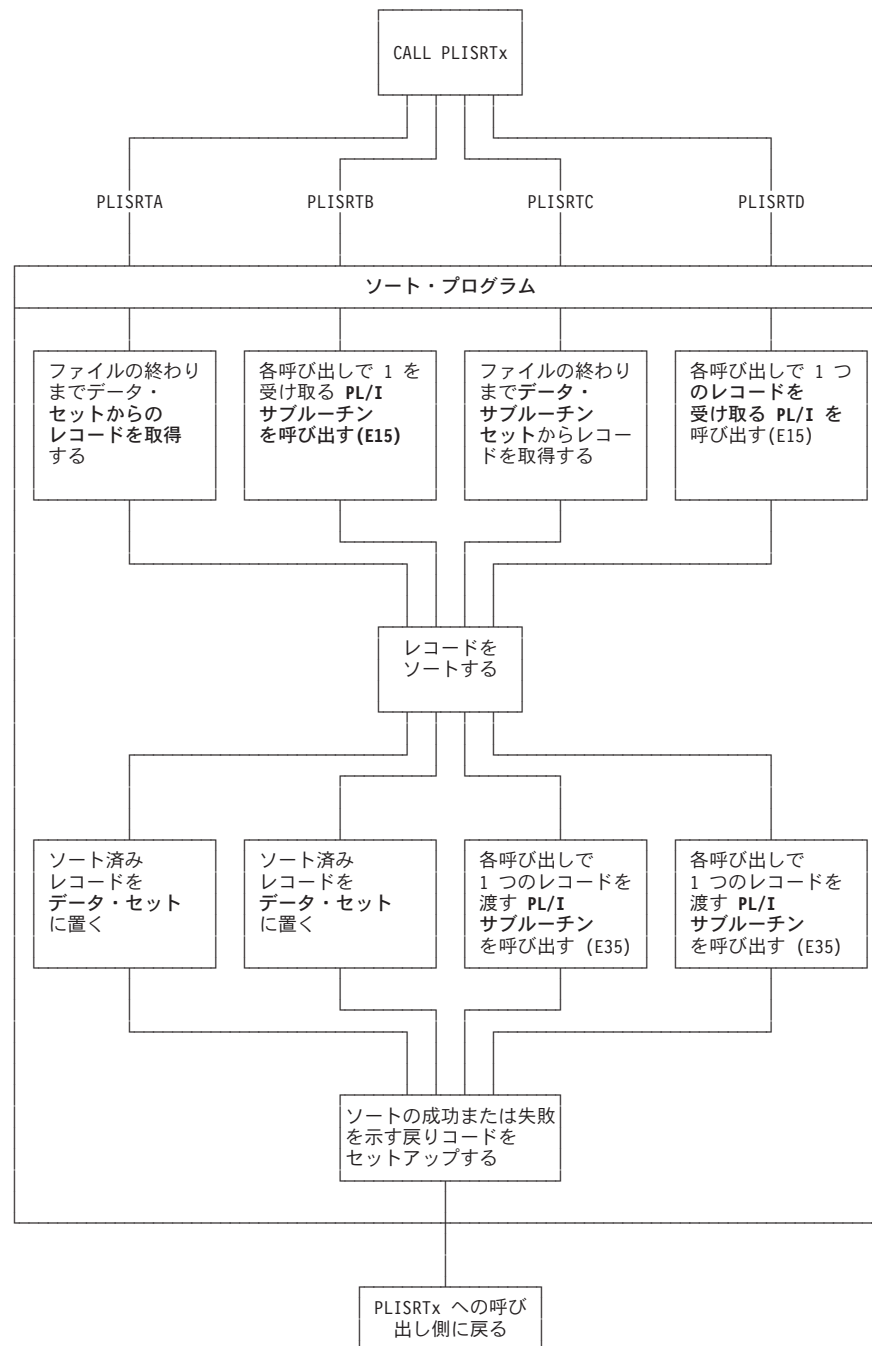 CALL PLISRTx
PLISRTA
PLISRTB
PLISRTC
PLISRTD
ソート・プログラム
ファイルの終わり
までデータ・
セットからの
レコードを取得
する
各呼び出しで 1 を
受け取る PL/I
サブルーチン
を呼び出す(E15)
ファイルの終わり
までデータ・
サブルーチン
セットからレコー
ドを取得する
各呼び出しで 1 つ
のレコードを
受け取る PL/I を
呼び出す(E15)
レコードを
ソートする
ソート済み
レコードを
データ・セット
に置く
ソート済み
レコードを
データ・セット
に置く
各呼び出しで
1 つのレコードを
渡す PL/I
サブルーチン
を呼び出す (E35)
各呼び出しで
1 つのレコードを
渡す PL/I
サブルーチン
を呼び出す (E35)
ソートの成功または失敗
を示す戻りコードを
セットアップする
PLISRTx への呼び
出し側に戻る